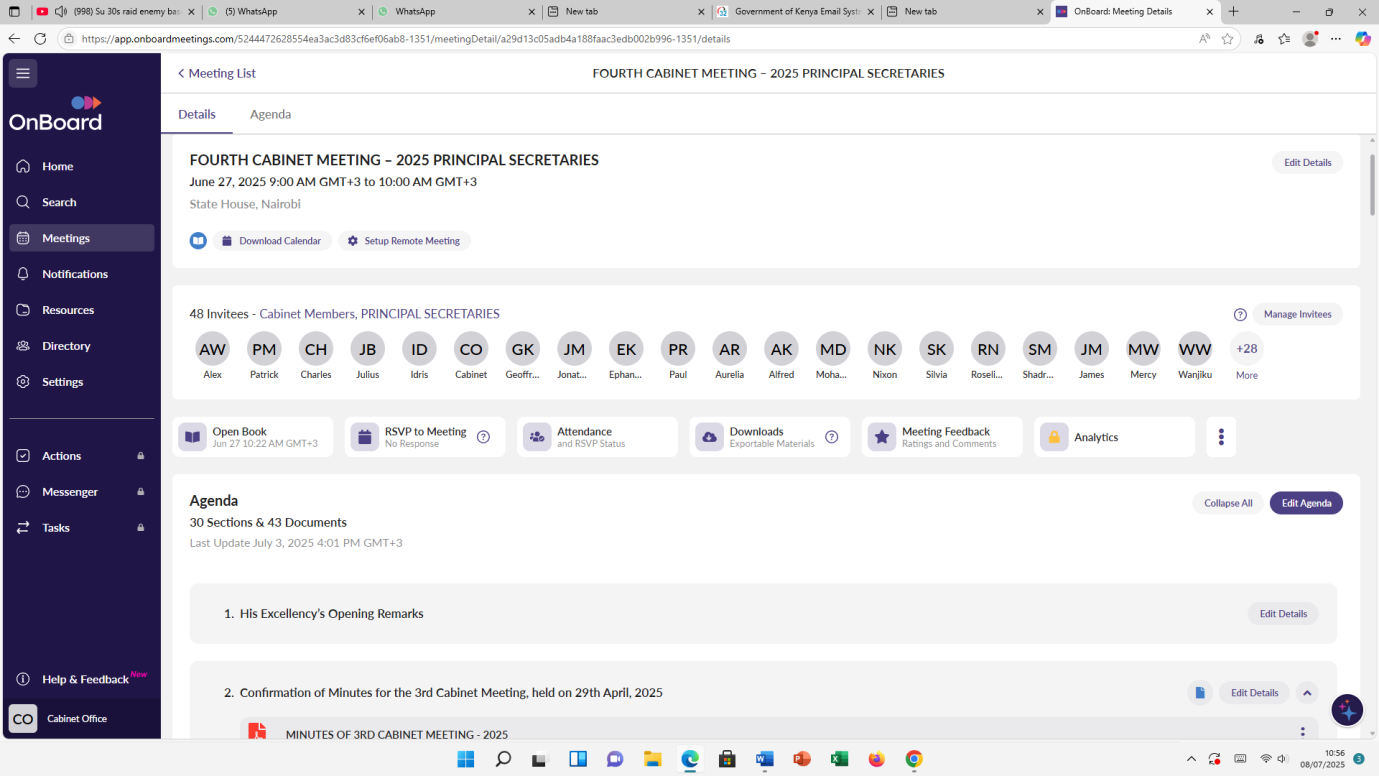 (998) Su 30s raid enemy bas
(5) WhatsApp
WhatsApp
New tab
Government of Kenya Email Syst
New tab
OnBoard: Meeting Details
https://app.onboardmeetings.com/5244472628554ea3ac3d83cf6ef06ab8-1351/meetingDetail/a29d13c05adb4a188faac3edb002b996-1351/details
Meeting List
FOURTH CABINET MEETING – 2025 PRINCIPAL SECRETARIES
OnBoard
Details
Agenda
Home
Search
Meetings
Notifications
Resources
Directory
Settings
Actions
Messenger
Tasks
Help & Feedback New
CO Cabinet Office
FOURTH CABINET MEETING – 2025 PRINCIPAL SECRETARIES
Edit Details
June 27, 2025 9:00 AM GMT+3 to 10:00 AM GMT+3
State House, Nairobi
Download Calendar
Setup Remote Meeting
48 Invitees - Cabinet Members, PRINCIPAL SECRETARIES
Manage Invitees
AW PM CH JB ID CO GK JM EK PR AR AK MD NK SK RN SM JM MW WW +28
Alex Patrick Charles Julius Idris Cabinet Geoffr... Jonat... Ephan... Paul Aurelia Alfred Moha... Nixon Silvia Roseli... Shadr... James Mercy Wanjiku More
Open Book
Jun 27 10:22 AM GMT+3
RSVP to Meeting
No Response
Attendance
and RSVP Status
Downloads
Exportable Materials
Meeting Feedback
Ratings and Comments
Analytics
Agenda
Collapse All
Edit Agenda
30 Sections & 43 Documents
Last Update July 3, 2025 4:01 PM GMT+3
1. His Excellency's Opening Remarks
Edit Details
2. Confirmation of Minutes for the 3rd Cabinet Meeting, held on 29th April, 2025
Edit Details
MINUTES OF 3RD CABINET MEETING - 2025
10:56
08/07/2025
3